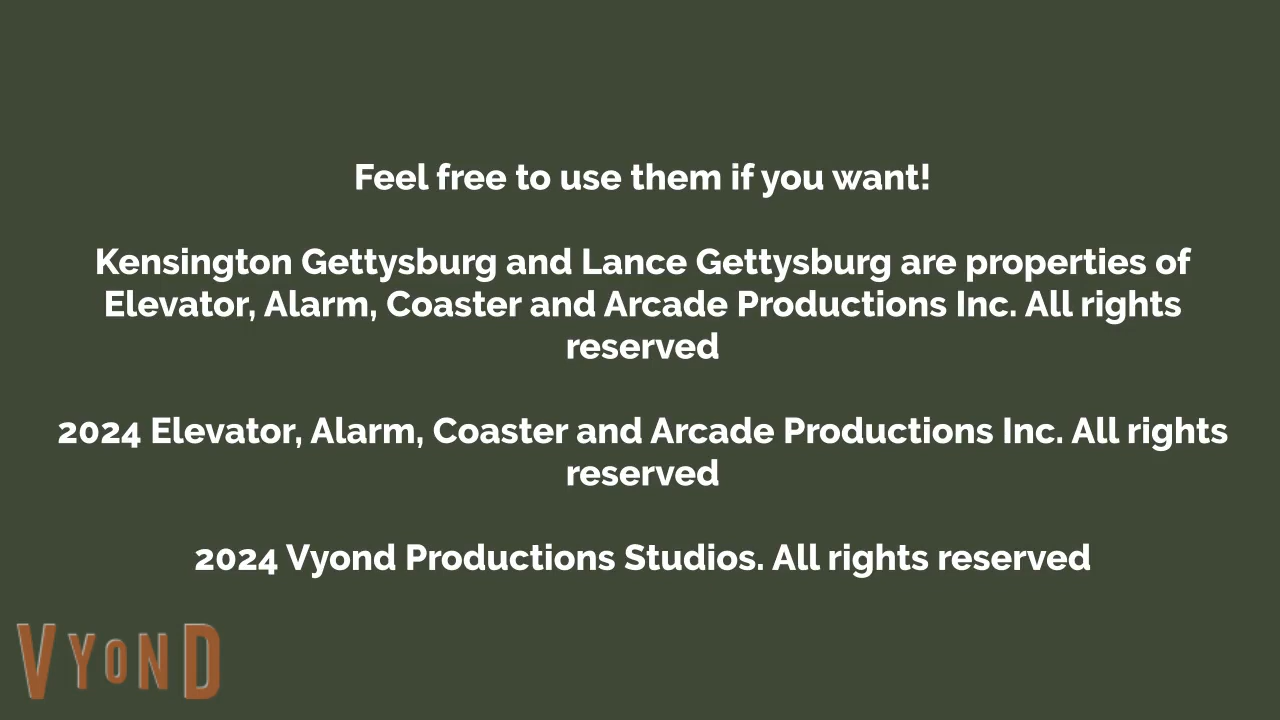 Feel free to use them if you want!
Kensington Gettysburg and Lance Gettysburg are properties of
Elevator, Alarm, Coaster and Arcade Productions Inc. All rights
reserved
2024 Elevator, Alarm, Coaster and Arcade Productions Inc. All rights
reserved
2024 Vyond Productions Studios. All rights reserved
VYOND